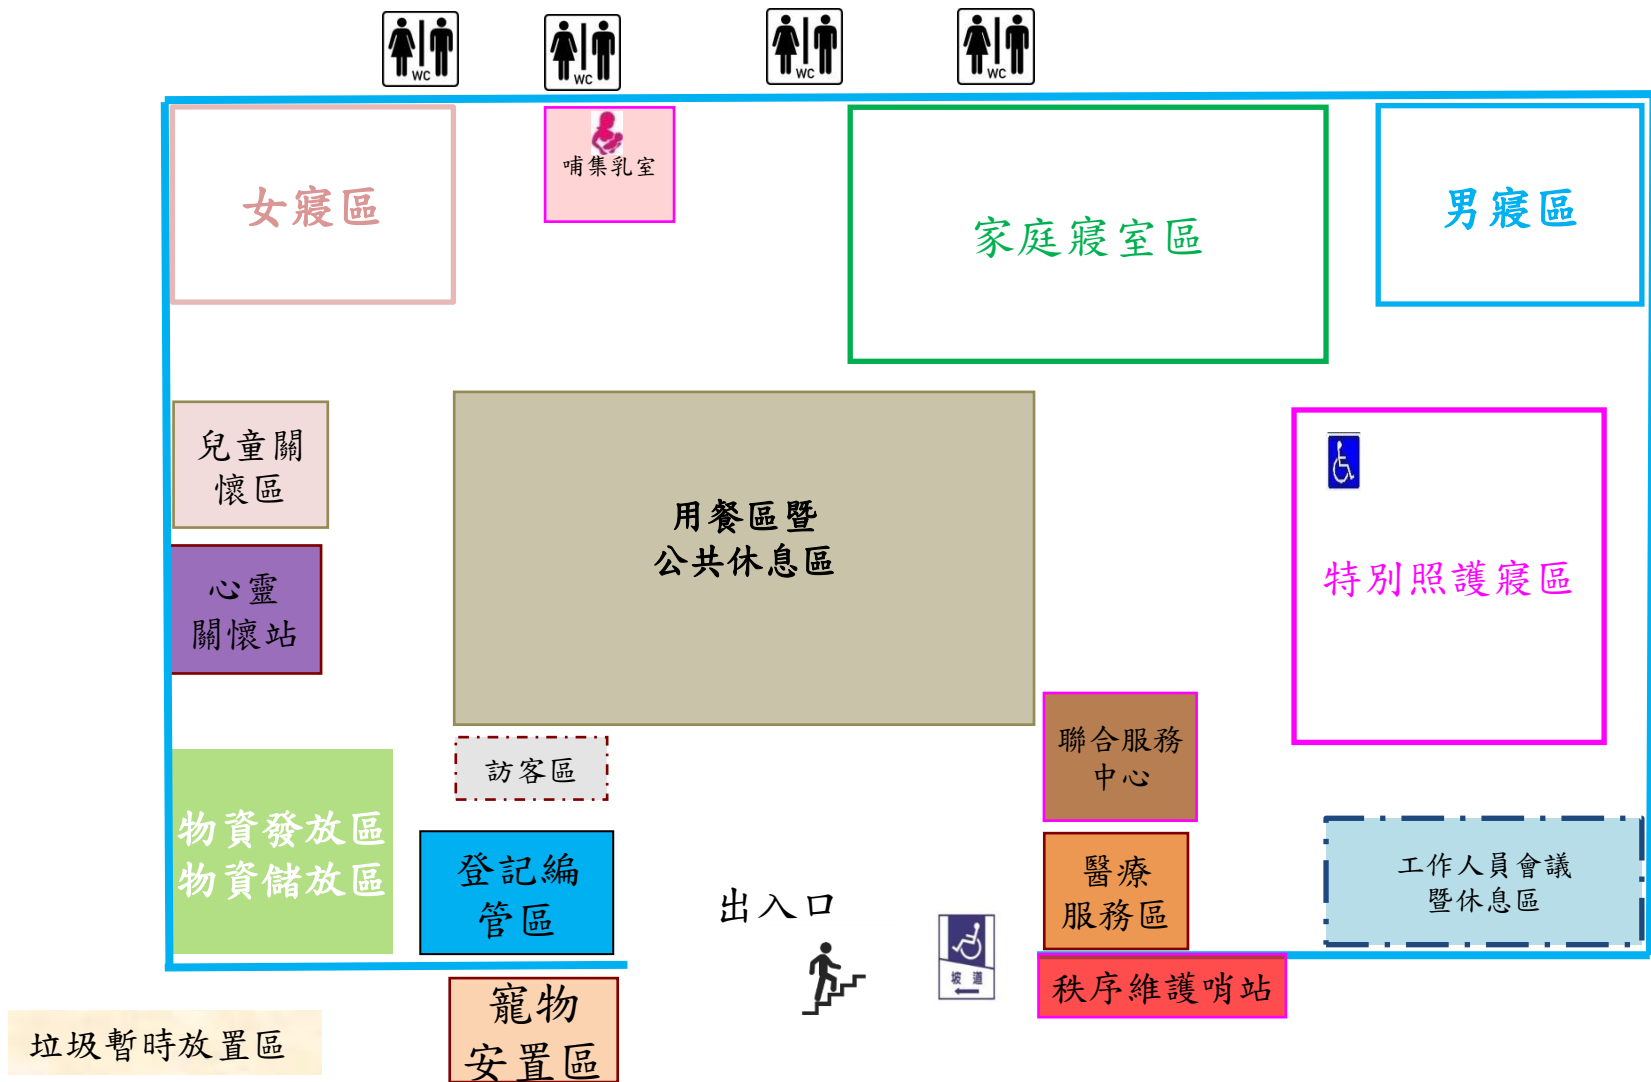 WC
WC
WC
WC
女寢區
哺集乳室
家庭寢室區
男寢區
兒童關
懷區
用餐區暨
公共休息區
心靈
關懷站
特別照護寢區
聯合服務
中心
訪客區
物資發放區
物資儲放區
登記編
管區
出入口
醫療
服務區
工作人員會議
暨休息區
坡道
秩序維護哨站
寵物
安置區
垃圾暫時放置區